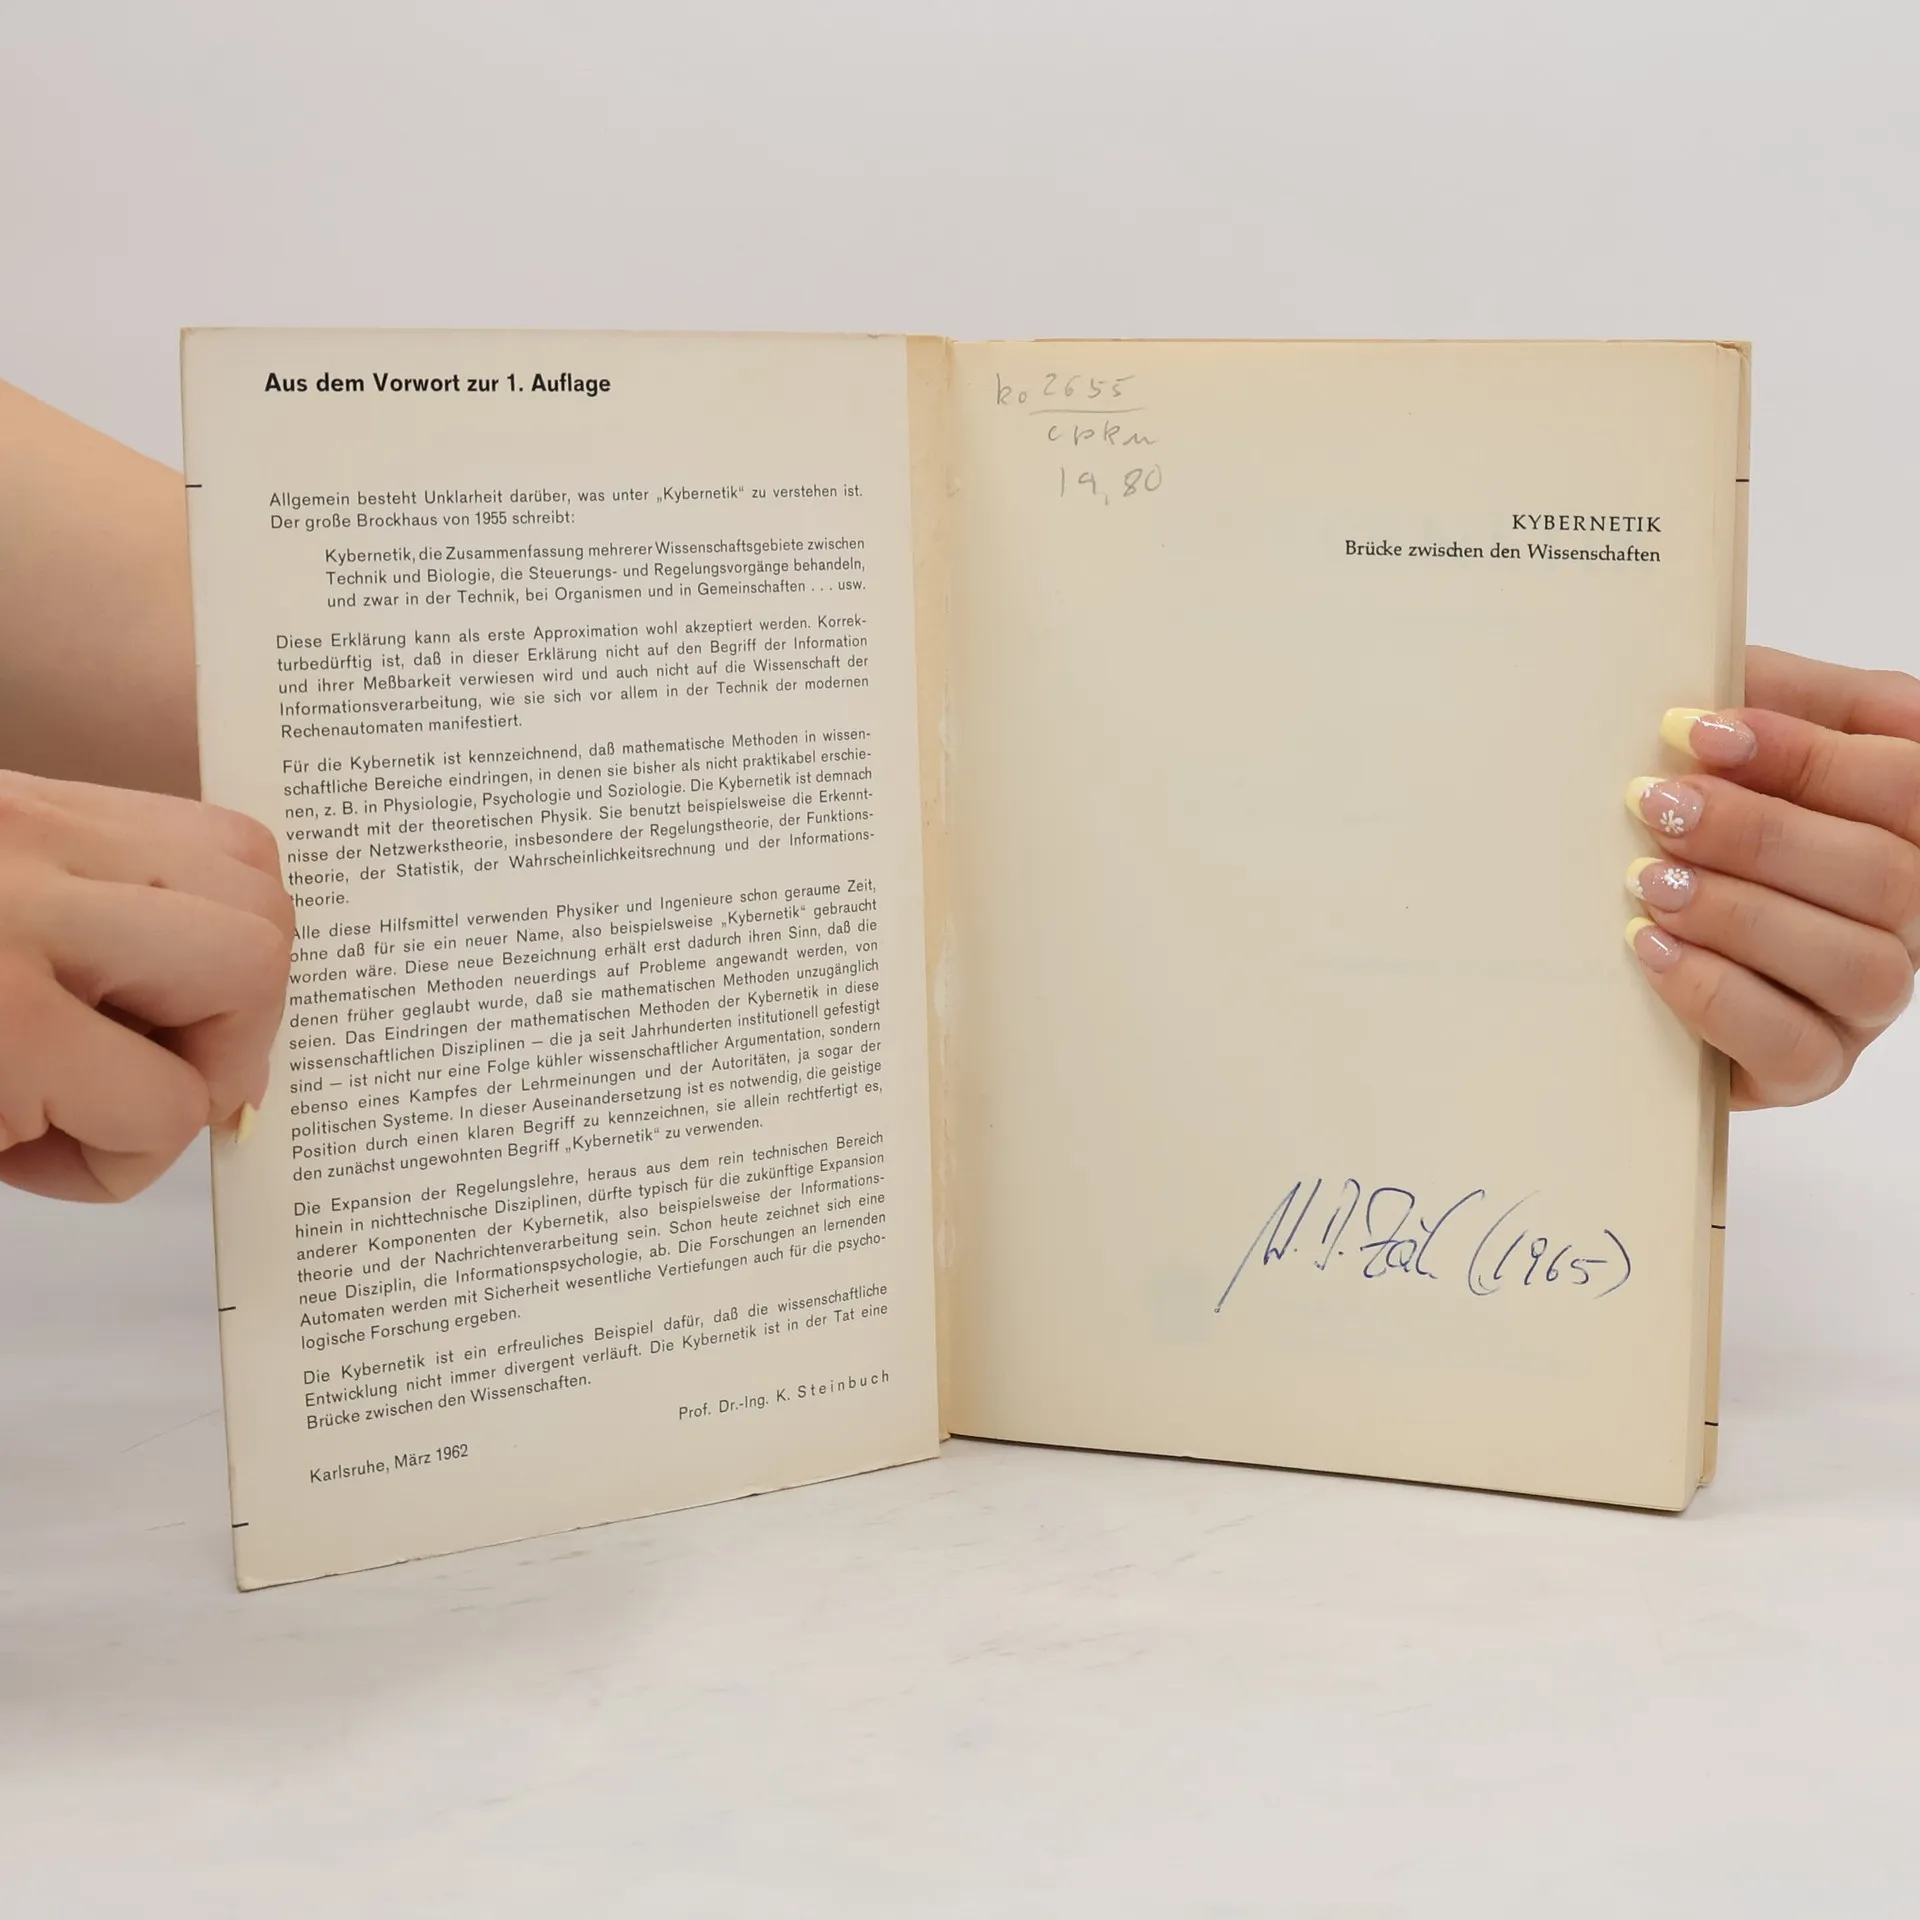 Aus dem Vorwort zur 1. Auflage
Allgemein besteht Unklarheit darüber, was unter „Kybernetik“ zu verstehen ist.
Der große Brockhaus von 1955 schreibt:
Kybernetik, die Zusammenfassung mehrerer Wissenschaftsgebiete zwischen
Technik und Biologie, die Steuerungs- und Regelungsvorgänge behandeln,
und zwar in der Technik, bei Organismen und in Gemeinschaften . . . usw.
Diese Erklärung kann als erste Approximation wohl akzeptiert werden. Korrek-
turbedürftig ist, daß in dieser Erklärung nicht auf den Begriff der Information
und ihrer Meßbarkeit verwiesen wird und auch nicht auf die Wissenschaft der
Informationsverarbeitung, wie sie sich vor allem in der Technik der modernen
Rechenautomaten manifestiert.
Für die Kybernetik ist kennzeichnend, daß mathematische Methoden in wissen-
schaftliche Bereiche eindringen, in denen sie bisher als nicht praktikabel erschie-
nen, z. B. in Physiologie, Psychologie und Soziologie. Die Kybernetik ist demnach
verwandt mit der theoretischen Physik. Sie benutzt beispielsweise die Erkennt-
nisse der Netzwerkstheorie, insbesondere der Regelungstheorie, der Funktions-
theorie, der Statistik, der Wahrscheinlichkeitsrechnung und der Informations-
theorie.
Alle diese Hilfsmittel verwenden Physiker und Ingenieure schon geraume Zeit,
ohne daß für sie ein neuer Name, also beispielsweise „Kybernetik“ gebraucht
worden wäre. Diese neue Bezeichnung erhält erst dadurch ihren Sinn, daß die
mathematischen Methoden neuerdings auf Probleme angewandt werden, von
denen früher geglaubt wurde, daß sie mathematischen Methoden unzugänglich
seien. Das Eindringen der mathematischen Methoden der Kybernetik in diese
wissenschaftlichen Disziplinen — die ja seit Jahrhunderten institutionell gefestigt
sind — ist nicht nur eine Folge kühler wissenschaftlicher Argumentation, sondern
ebenso eines Kampfes der Lehrmeinungen und der Autoritäten, ja sogar der
politischen Systeme. In dieser Auseinandersetzung ist es notwendig, die geistige
Position durch einen klaren Begriff zu kennzeichnen, sie allein rechtfertigt es,
den zunächst ungewohnten Begriff „Kybernetik“ zu verwenden.
Die Expansion der Regelungslehre, heraus aus dem rein technischen Bereich
hinein in nichttechnische Disziplinen, dürfte typisch für die zukünftige Expansion
anderer Komponenten der Kybernetik, also beispielsweise der Informations-
theorie und der Nachrichtenverarbeitung sein. Schon heute zeichnet sich eine
neue Disziplin, die Informationspsychologie, ab. Die Forschungen an lernenden
Automaten werden mit Sicherheit wesentliche Vertiefungen auch für die psycho-
logische Forschung ergeben.
Die Kybernetik ist ein erfreuliches Beispiel dafür, daß die wissenschaftliche
Entwicklung nicht immer divergent verläuft. Die Kybernetik ist in der Tat eine
Brücke zwischen den Wissenschaften.
Prof. Dr.-Ing. K. Steinbuch
Karlsruhe, März 1962
2655
19,80
KYBERNETIK
Brücke zwischen den Wissenschaften
(1965)